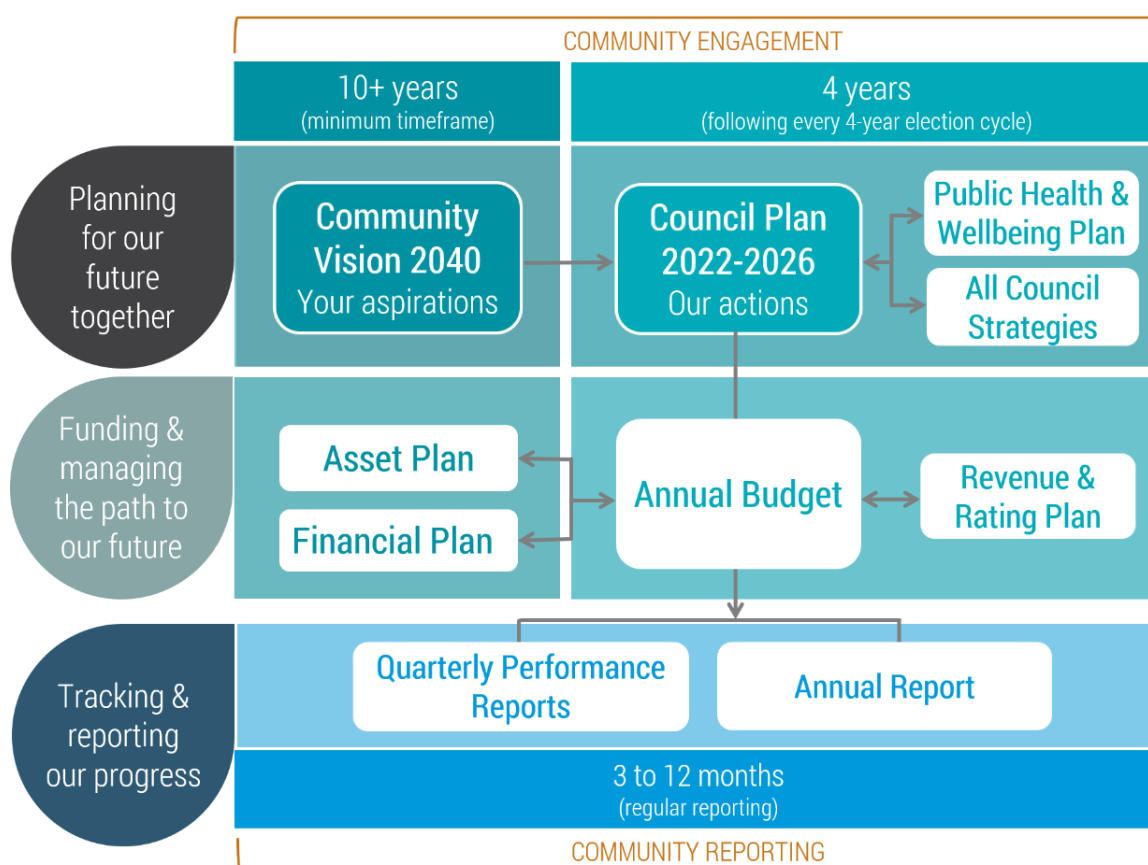 COMMUNITY ENGAGEMENT
10+ years
(minimum timeframe)
4 years
(following every 4-year election cycle)
Planning
for our
future
together
Community
Vision 2040
Your aspirations
Council Plan
2022-2026
Our actions
Public Health &
Wellbeing Plan
All Council
Strategies
Funding &
managing
the path to
our future
Asset Plan
Financial Plan
Annual Budget
Revenue &
Rating Plan
Tracking &
reporting
our progress
Quarterly Performance
Reports
Annual Report
3 to 12 months
(regular reporting)
COMMUNITY REPORTING